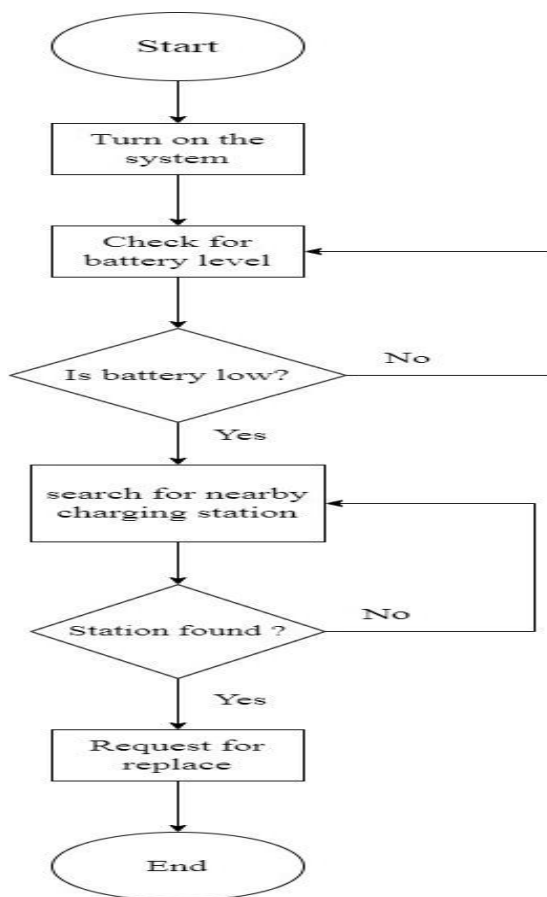 Start
Turn on the
system
Check for
battery level
Is battery low?
No
Yes
search for nearby
charging station
Station found ?
No
Yes
Request for
replace
End